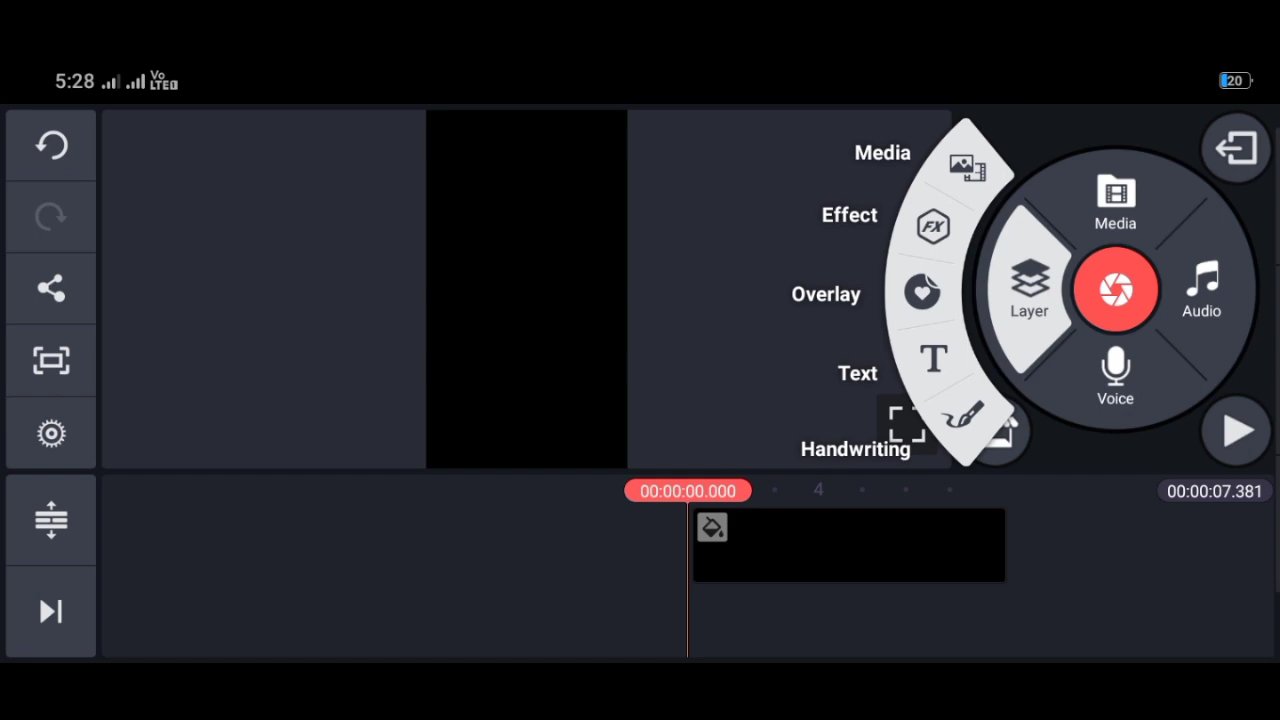 5:28 Vo LTE 20
Media
Effect
Overlay
Text
Handwriting
FX
T
Media
Layer
Audio
Voice
00:00:00.000 4 00:00:07.381